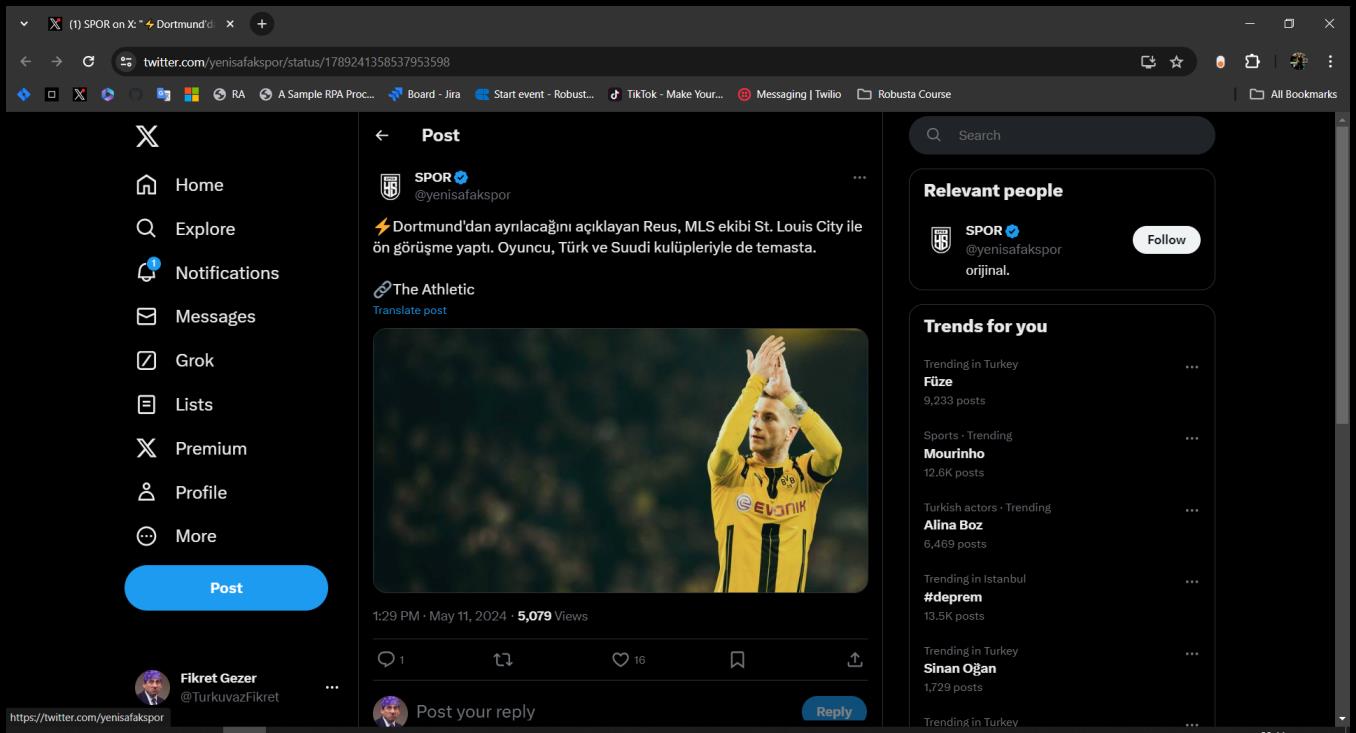 (1) SPOR on X: "⚡Dortmund'd
twitter.com/yenisafakspor/status/1789241358537953598
RA
A Sample RPA Proc...
Board - Jira
Start event - Robust...
TikTok - Make Your...
Messaging | Twilio
Robusta Course
All Bookmarks
Home
Explore
1
Notifications
Messages
Grok
Lists
Premium
Profile
More
Post
Fikret Gezer
@TurkuvazFikret
https://twitter.com/yenisafakspor
Post
SPOR
@yenisafakspor
⚡Dortmund'dan ayrılacağını açıklayan Reus, MLS ekibi St. Louis City ile
ön görüşme yaptı. Oyuncu, Türk ve Suudi kulüpleriyle de temasta.
🔗The Athletic
Translate post
BVB
EVONIK
1:29 PM · May 11, 2024 · 5,079 Views
1
16
Post your reply
Reply
Search
Relevant people
SPOR
@yenisafakspor
Follow
orijinal.
Trends for you
Trending in Turkey
Füze
9,233 posts
Sports · Trending
Mourinho
12.6K posts
Turkish actors · Trending
Alina Boz
6,469 posts
Trending in Istanbul
#deprem
13.5K posts
Trending in Turkey
Sinan Oğan
1,729 posts
Trending in Turkey